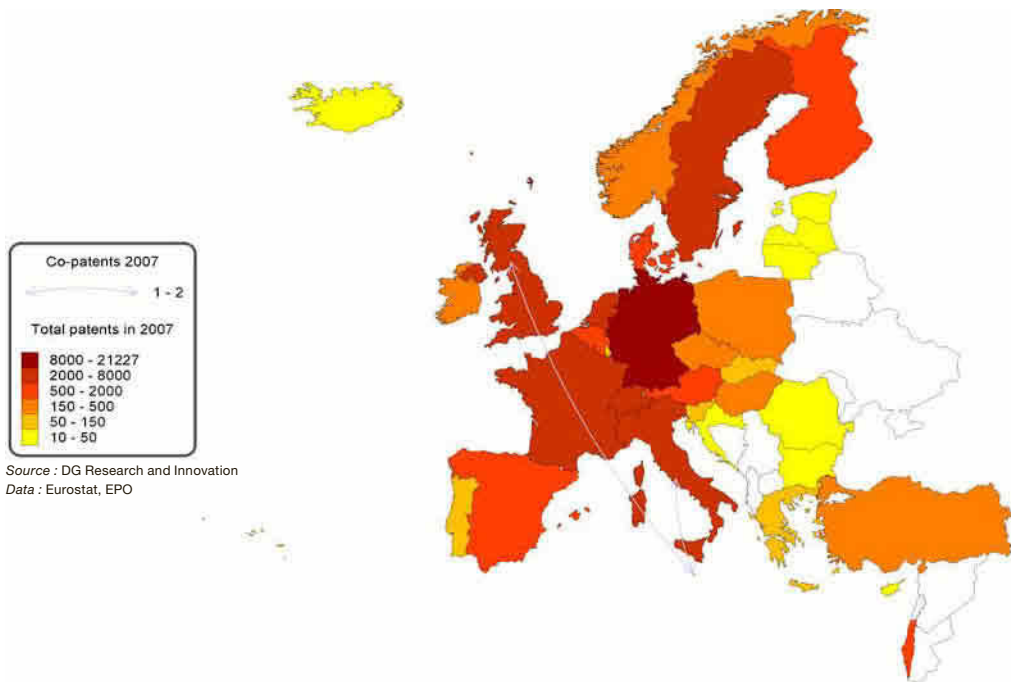 Co-patents 2007
1 - 2
Total patents in 2007
8000 - 21227
2000 - 8000
500 - 2000
150 - 500
50 - 150
10 - 50
Source : DG Research and Innovation
Data : Eurostat, EPO